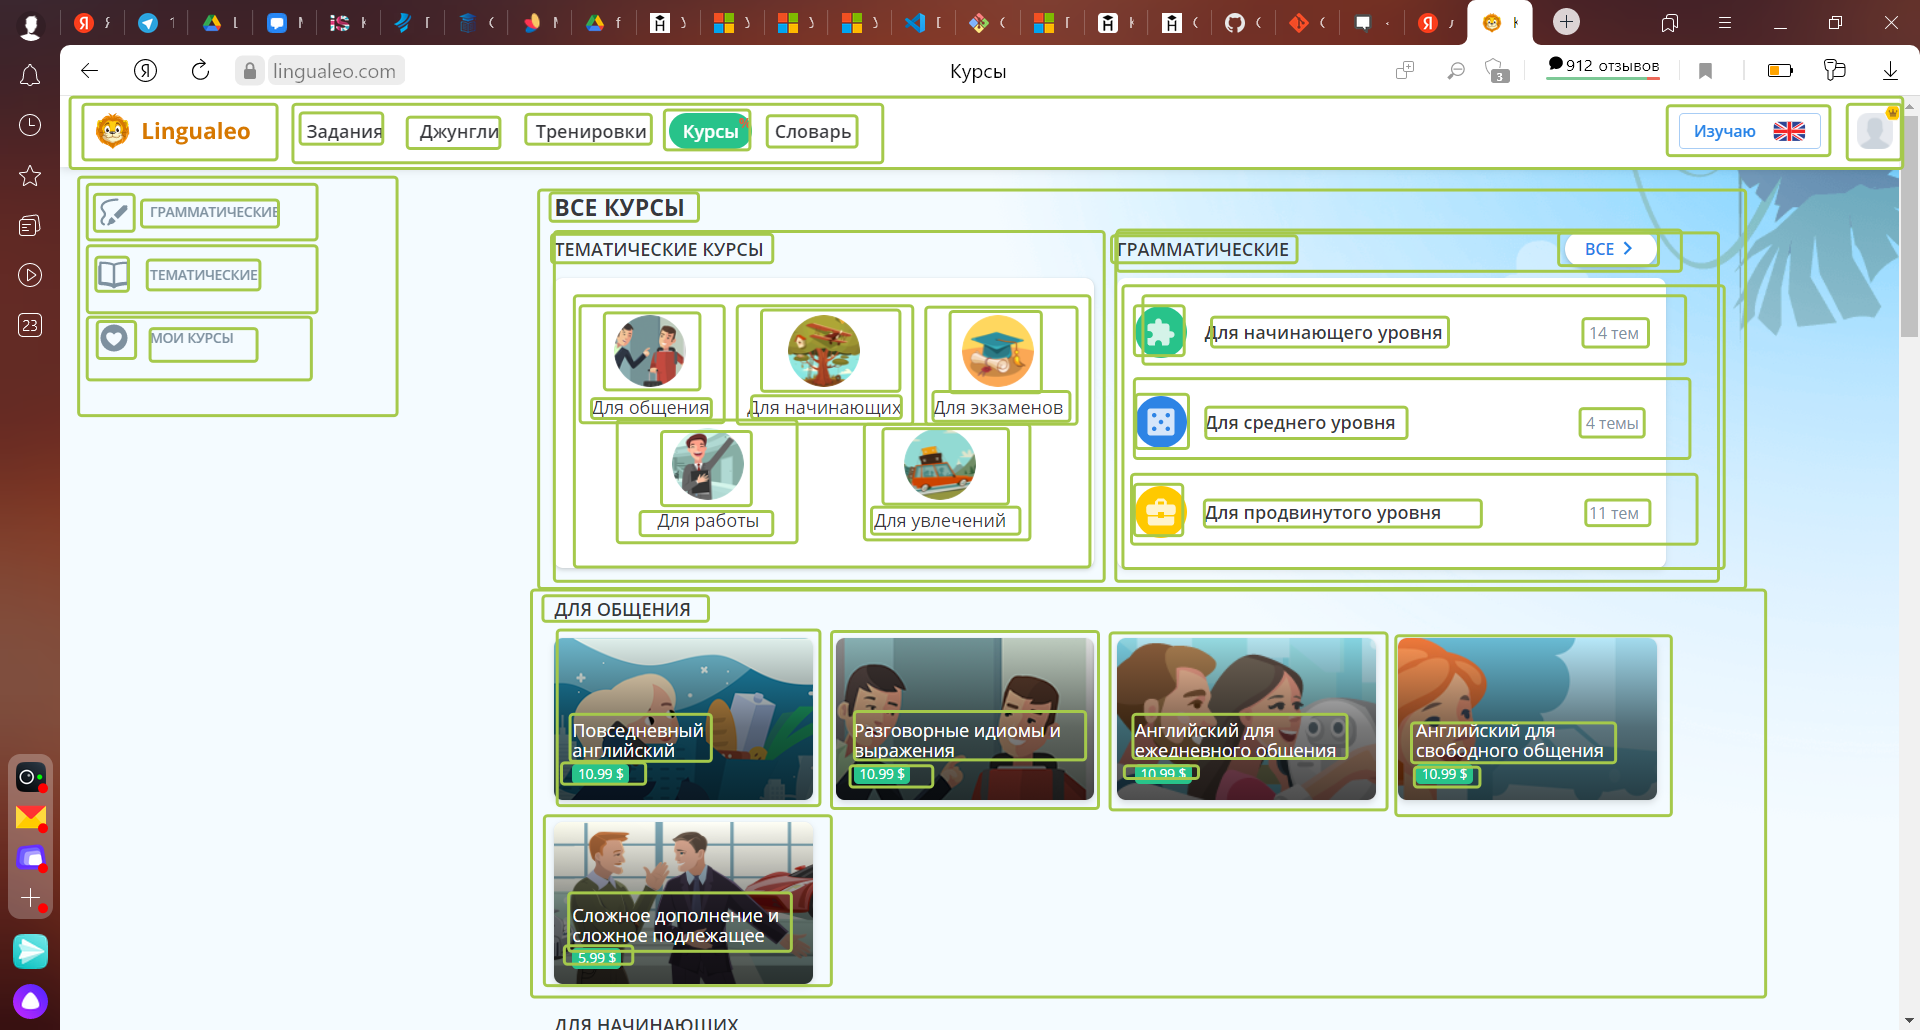 lingualeo.com
Курсы
3
912 отзывов
Lingualeo
Задания
Джунгли
Тренировки
Курсы
Словарь
Изучаю
23
ГРАММАТИЧЕСКИЕ
ТЕМАТИЧЕСКИЕ
МОИ КУРСЫ
ВСЕ КУРСЫ
ТЕМАТИЧЕСКИЕ КУРСЫ
Для общения
Для начинающих
Для экзаменов
Для работы
Для увлечений
ГРАММАТИЧЕСКИЕ
ВСЕ
Для начинающего уровня
14 тем
Для среднего уровня
4 темы
Для продвинутого уровня
11 тем
ДЛЯ ОБЩЕНИЯ
Повседневный
английский
10.99 $
Разговорные идиомы и
выражения
10.99 $
Английский для
ежедневного общения
10.99 $
Английский для
свободного общения
10.99 $
Сложное дополнение и
сложное подлежащее
5.99 $
ДЛЯ НАЧИНАЮЩИХ